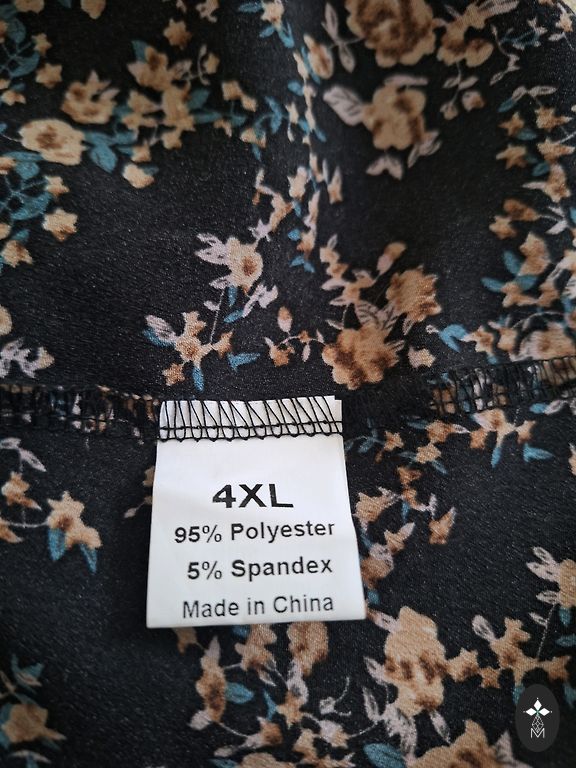 4XL
95% Polyester
5% Spandex
Made in China